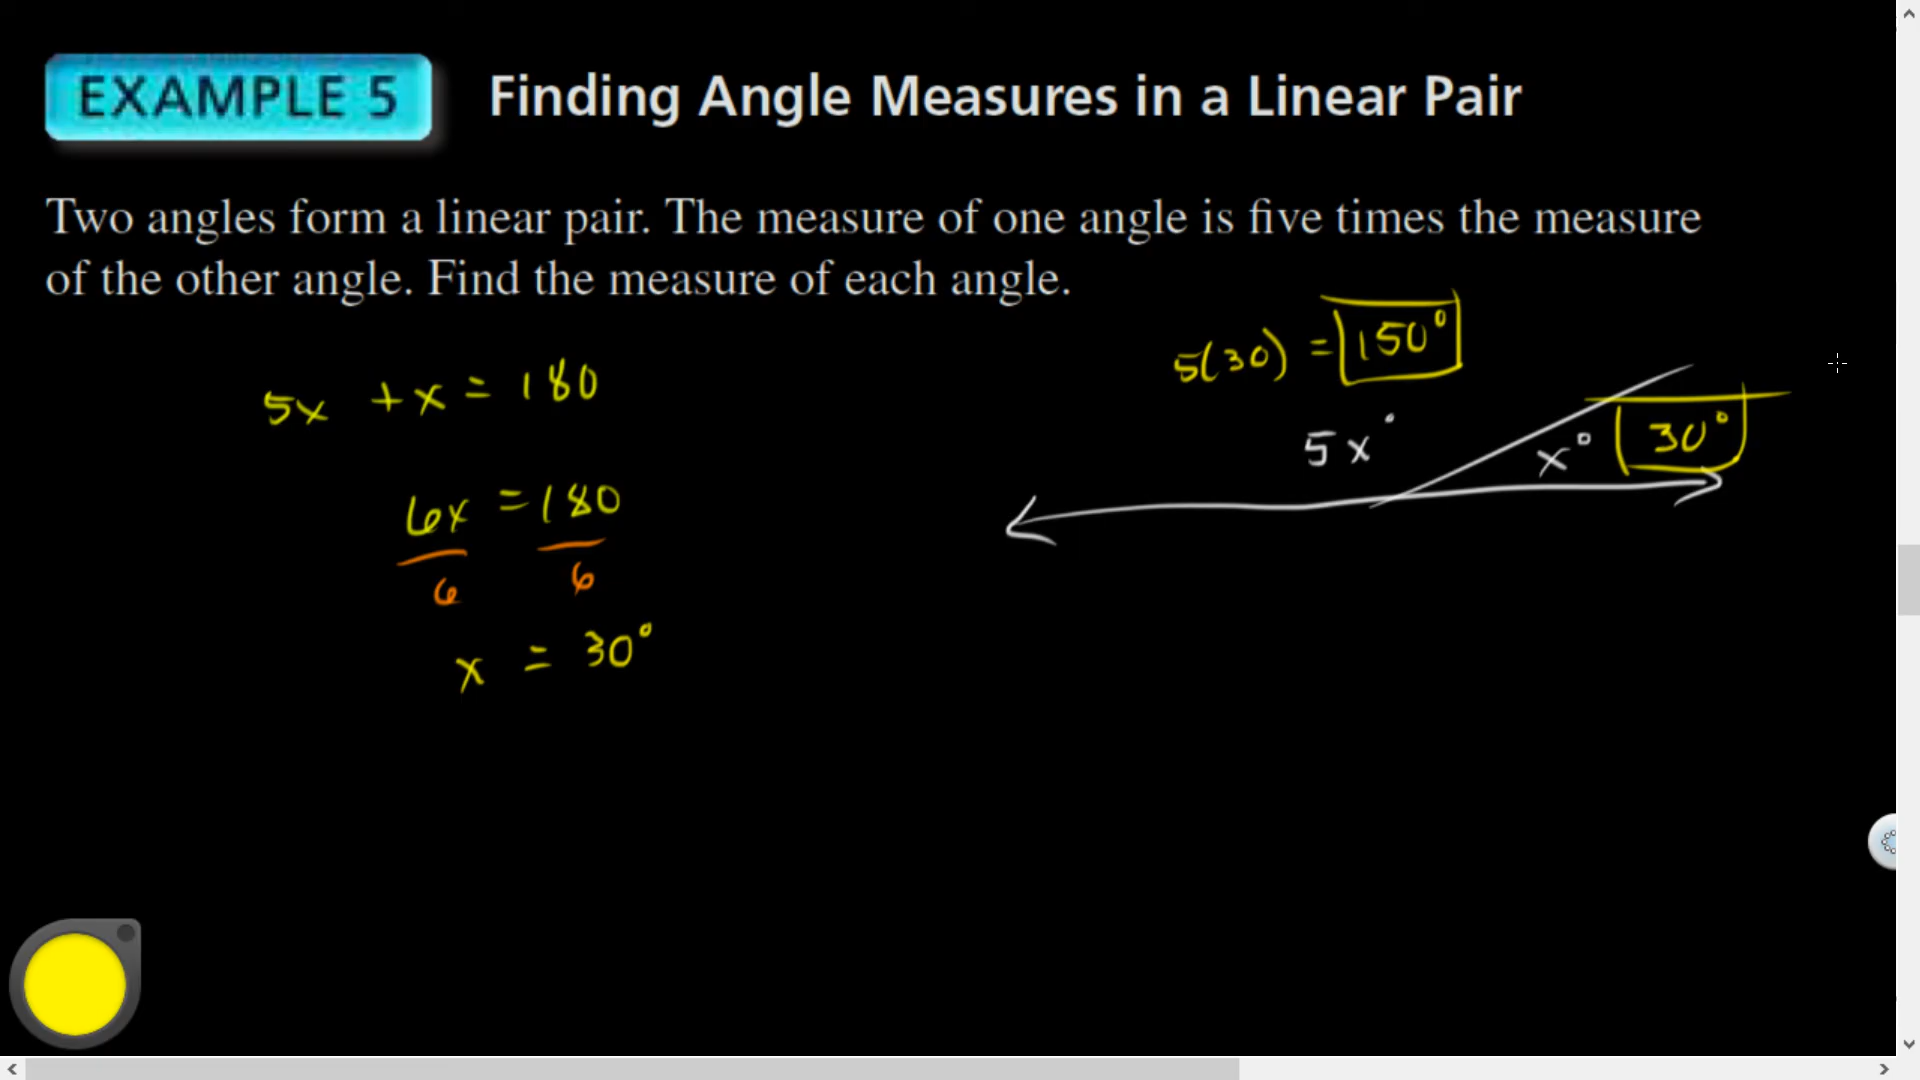 EXAMPLE 5 Finding Angle Measures in a Linear Pair
Two angles form a linear pair. The measure of one angle is five times the measure
of the other angle. Find the measure of each angle.
5x + x = 180
6x = 180
6 6
x = 30°
5(30) = 150°
5x° x° 30°